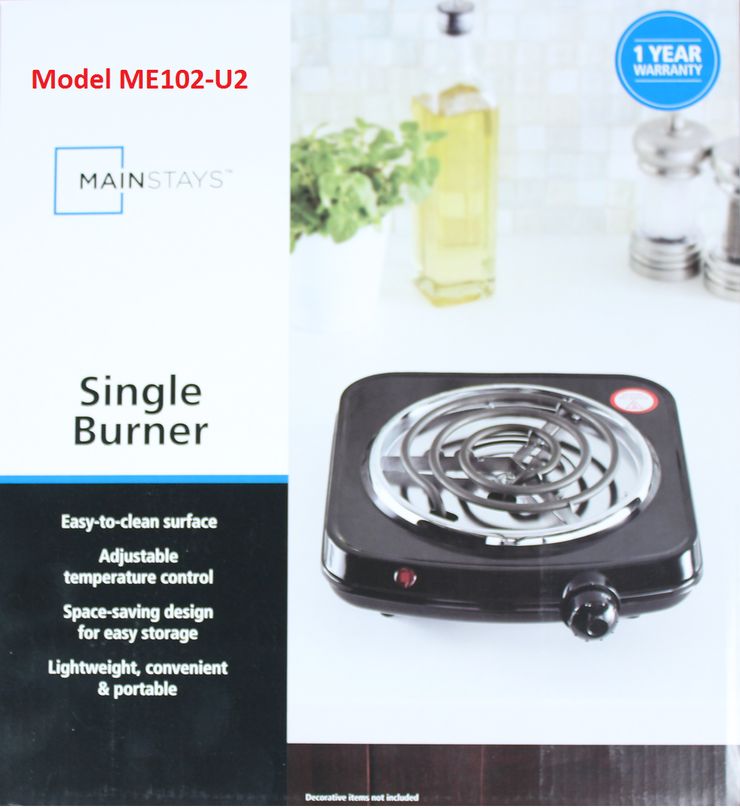 Model ME102-U2
1 YEAR
WARRANTY
MAINSTAYS™
Single
Burner
Easy-to-clean surface
Adjustable
temperature control
Space-saving design
for easy storage
Lightweight, convenient
& portable
Decorative items not included